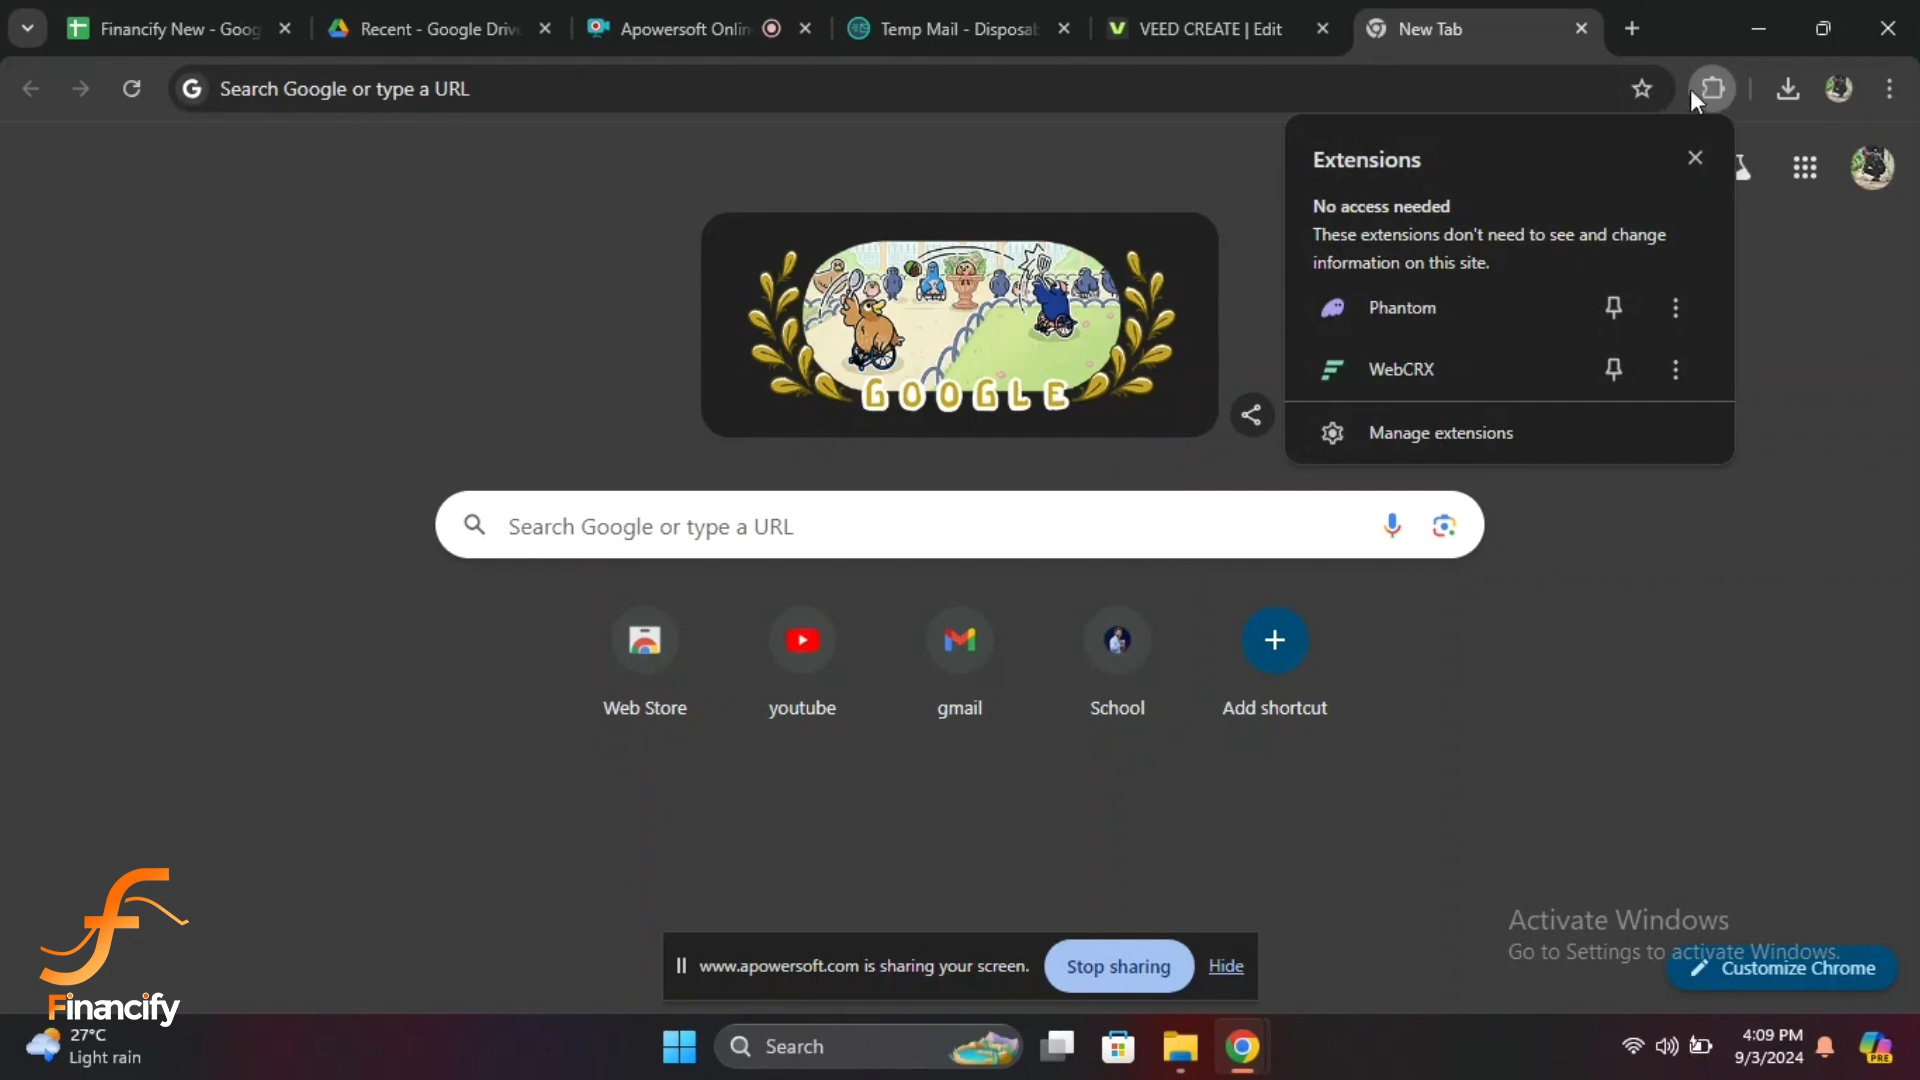 Financify New - Goog
Recent - Google Drive
Apowersoft Onlin
Temp Mail - Disposab
VEED CREATE | Edit
New Tab
Search Google or type a URL
Extensions
No access needed
These extensions don't need to see and change
information on this site.
Phantom
WebCRX
Manage extensions
GOOGLE
Search Google or type a URL
Web Store
youtube
gmail
School
Add shortcut
Activate Windows
Go to Settings to activate Windows.
Customize Chrome
www.apowersoft.com is sharing your screen.
Stop sharing
Hide
Financify
27°C
Light rain
Search
4:09 PM
9/3/2024
PRE